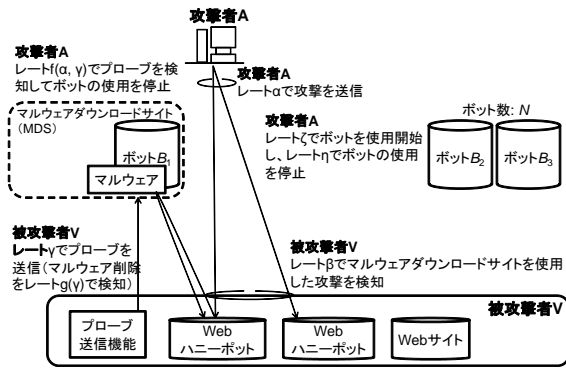 攻撃者A
攻撃者A
レートf(α, γ)でプローブを検
知してボットの使用を停止
攻撃者A
レートαで攻撃を送信
マルウェアダウンロードサイト
(MDS)
ボットB1
マルウェア
攻撃者A
レートζでボットを使用開始
し、レートηでボットの使用
を停止
ボット数: N
ボットB2
ボットB3
被攻撃者V
レートγでプローブを
送信(マルウェア削除
をレートg(γ)で検知)
被攻撃者V
レートβでマルウェアダウンロードサイトを使用
した攻撃を検知
被攻撃者V
プローブ
送信機能
Web
ハニーポット
Web
ハニーポット
Webサイト